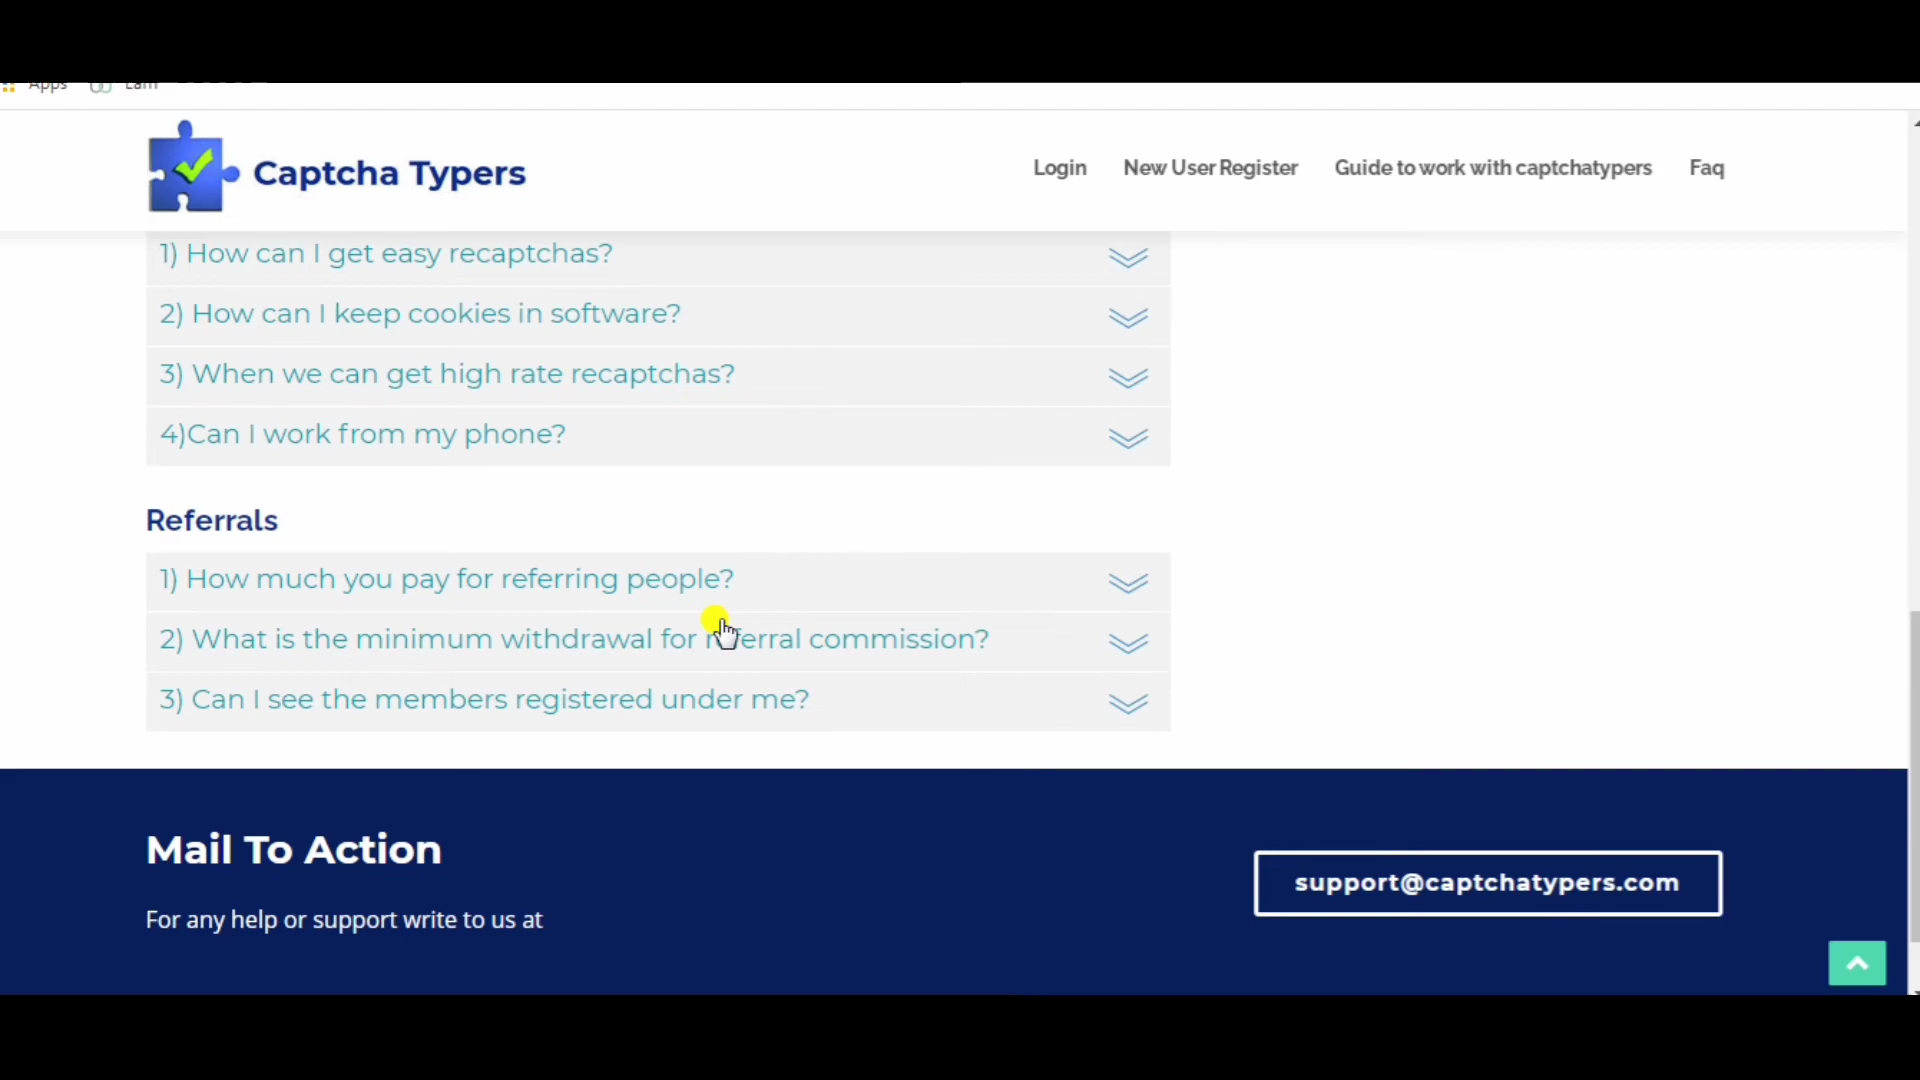 Apps Earn
Captcha Typers
Login New User Register Guide to work with captchatypers Faq
1) How can I get easy recaptchas?
2) How can I keep cookies in software?
3) When we can get high rate recaptchas?
4)Can I work from my phone?
Referrals
1) How much you pay for referring people?
2) What is the minimum withdrawal for referral commission?
3) Can I see the members registered under me?
Mail To Action
For any help or support write to us at
support@captchatypers.com